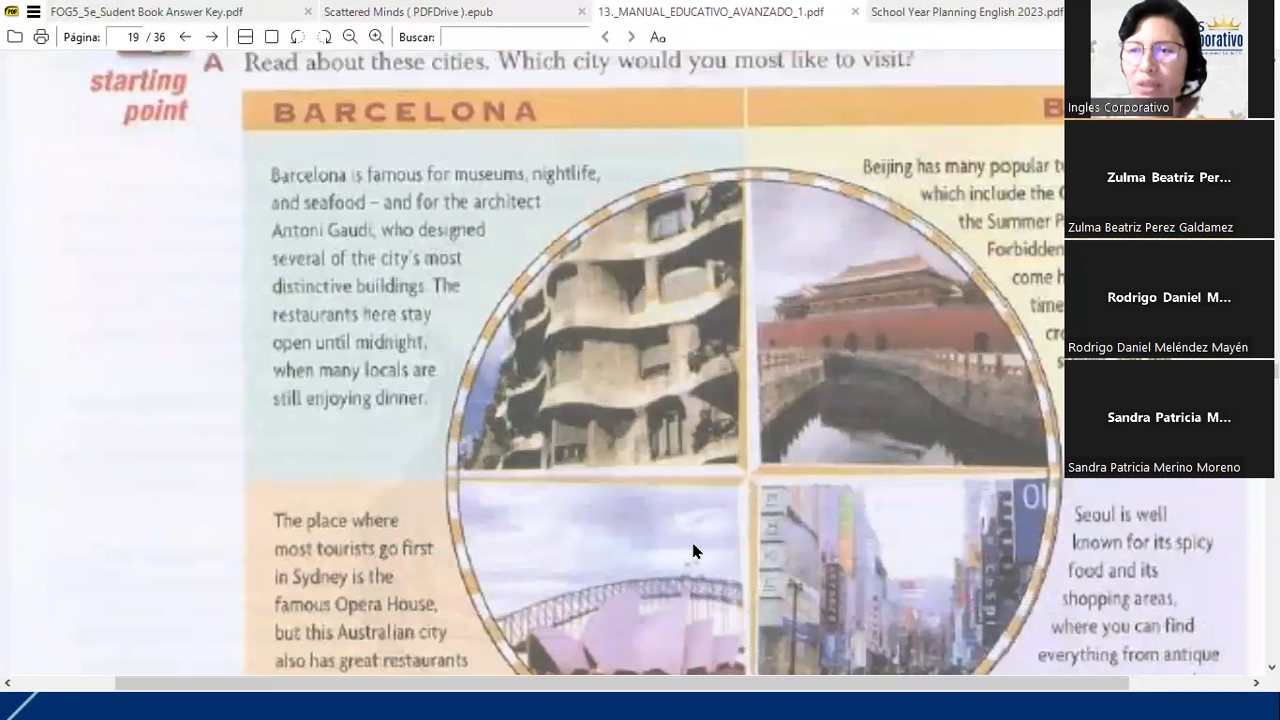 FOG5_5e_Sudent Book Answer Key.pdf
Scattered Minds ( PDFDrive ).epub
13._MANUAL_EDUCATIVO_AVANZADO_1.pdf
School Year Planning English 2023.pdf
Página: 19 / 36
Buscar:
Aa
starting
point
A Read about these cities. Which city would you most like to visit?
BARCELONA
B
Barcelona is famous for museums, nightlife,
and seafood – and for the architect
Antoni Gaudí, who designed
several of the city's most
distinctive buildings. The
restaurants here stay
open until midnight,
when many locals are
still enjoying dinner.
Beijing has many popular t
which include the
the Summer P
Forbidden
come h
time
cr
The place where
most tourists go first
in Sydney is the
famous Opera House,
but this Australian city
also has great restaurants
Seoul is well
known for its spicy
food and its
shopping areas,
where you can find
everything from antique
orporativo
Ingles Corporativo
Zulma Beatriz Per...
Zulma Beatriz Perez Galdamez
Rodrigo Daniel M...
Rodrigo Daniel Meléndez Mayén
Sandra Patricia M...
Sandra Patricia Merino Moreno